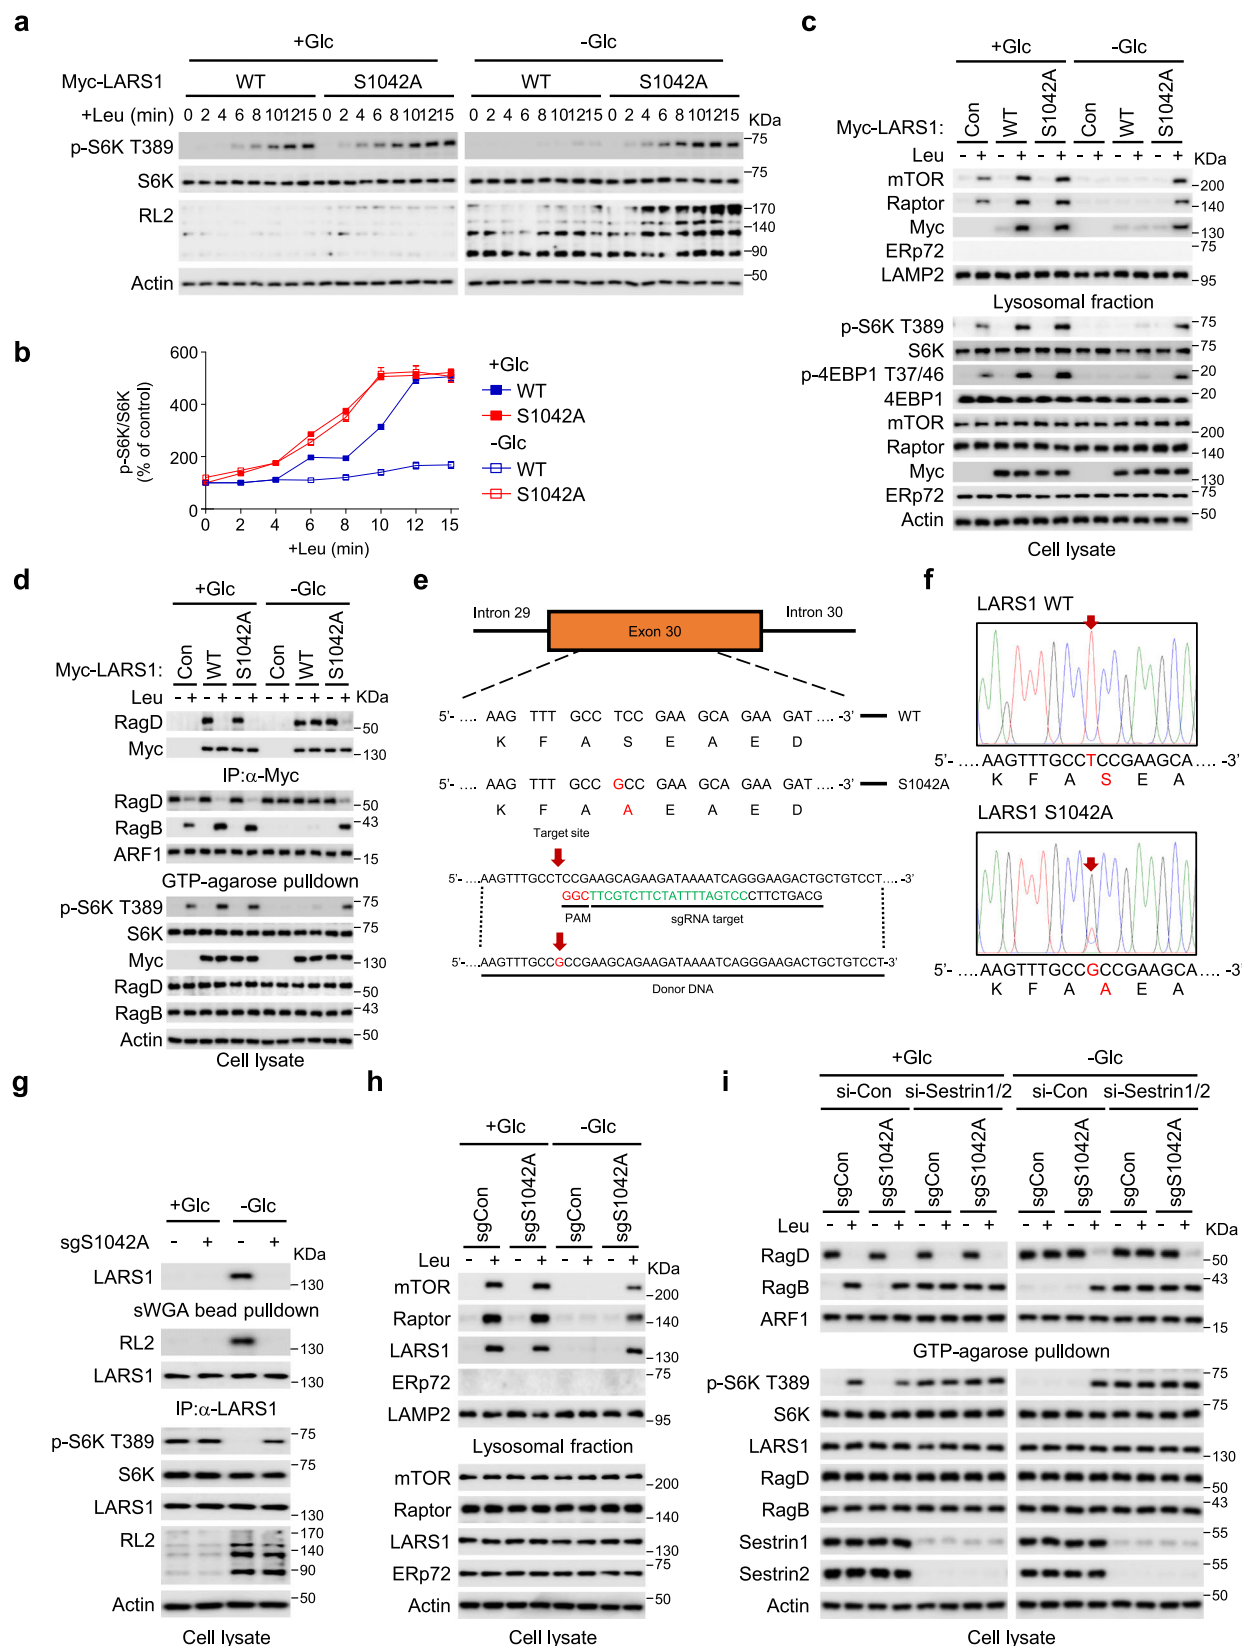 a
+Glc -Glc
Myc-LARS1 WT S1042A WT S1042A
+Leu (min) 0 2 4 6 8 10 12 15 0 2 4 6 8 10 12 15 0 2 4 6 8 10 12 15 0 2 4 6 8 10 12 15 KDa
p-S6K T389 75
S6K 75
RL2 170
140
90
Actin 50
b
p-S6K/S6K
(% of control)
600
400
200
0
0 2 4 6 8 10 12 15
+Leu (min)
+Glc
WT
S1042A
-Glc
WT
S1042A
c
+Glc -Glc
Myc-LARS1: Con WT S1042A Con WT S1042A
Leu - + - + - + - + - + - + KDa
mTOR 200
Raptor 140
Myc 130
ERp72 75
LAMP2 95
Lysosomal fraction
p-S6K T389 75
S6K 75
p-4EBP1 T37/46 20
4EBP1 20
mTOR 200
Raptor 140
Myc 130
ERp72 75
Actin 50
Cell lysate
d
+Glc -Glc
Myc-LARS1: Con WT S1042A Con WT S1042A
Leu - + - + - + - + - + - + KDa
RagD 50
Myc 130
IP:α-Myc
RagD 50
RagB 43
ARF1 15
GTP-agarose pulldown
p-S6K T389 75
S6K 75
Myc 130
RagD 50
RagB 43
Actin 50
Cell lysate
e
Intron 29 Exon 30 Intron 30
5'- .... AAG TTT GCC TCC GAA GCA GAA GAT .... -3' WT
K F A S E A E D
5'- .... AAG TTT GCC GCC GAA GCA GAA GAT .... -3' S1042A
K F A A E A E D
Target site
5'- ....AAGTTTGCCTCCGAAGCAGAAGATAAAATCAGGGAAGACTGCTGTCCT.... -3'
GGCTTCGTCTTCTATTTTAGTCCCTTCTGACG
PAM sgRNA target
5'- ....AAGTTTGCCGCCGAAGCAGAAGATAAAATCAGGGAAGACTGCTGTCCT-3'
Donor DNA
f
LARS1 WT
5'- ....AAGTTTGCCTCCGAAGCA.... -3'
K F A S E A
LARS1 S1042A
5'- ....AAGTTTGCCGCCGAAGCA.... -3'
K F A A E A
g
+Glc -Glc
sgS1042A - + - + KDa
LARS1 130
sWGA bead pulldown
RL2 130
LARS1 130
IP:α-LARS1
p-S6K T389 75
S6K 75
LARS1 130
RL2 170
140
90
Actin 50
Cell lysate
h
+Glc -Glc
sgCon sgS1042A sgCon sgS1042A
Leu - + - + - + - + KDa
mTOR 200
Raptor 140
LARS1 130
ERp72 75
LAMP2 95
Lysosomal fraction
mTOR 200
Raptor 140
LARS1 130
ERp72 75
Actin 50
Cell lysate
i
+Glc -Glc
si-Con si-Sestrin1/2 si-Con si-Sestrin1/2
sgCon sgS1042A sgCon sgS1042A sgCon sgS1042A sgCon sgS1042A
Leu - + - + - + - + - + - + - + - + KDa
RagD 50
RagB 43
ARF1 15
GTP-agarose pulldown
p-S6K T389 75
S6K 75
LARS1 130
RagD 50
RagB 43
Sestrin1 55
Sestrin2 55
Actin 50
Cell lysate